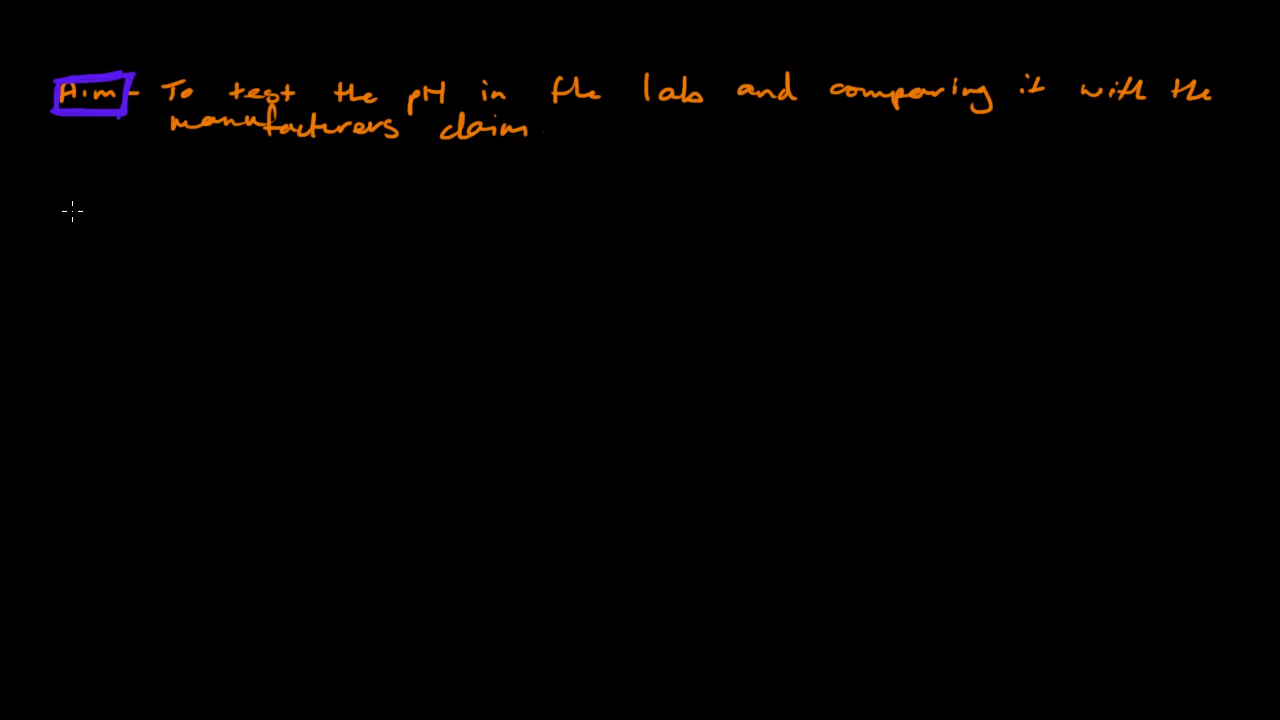 Aim - To test the pH in the lab and comparing it with the
manufacturers claim.